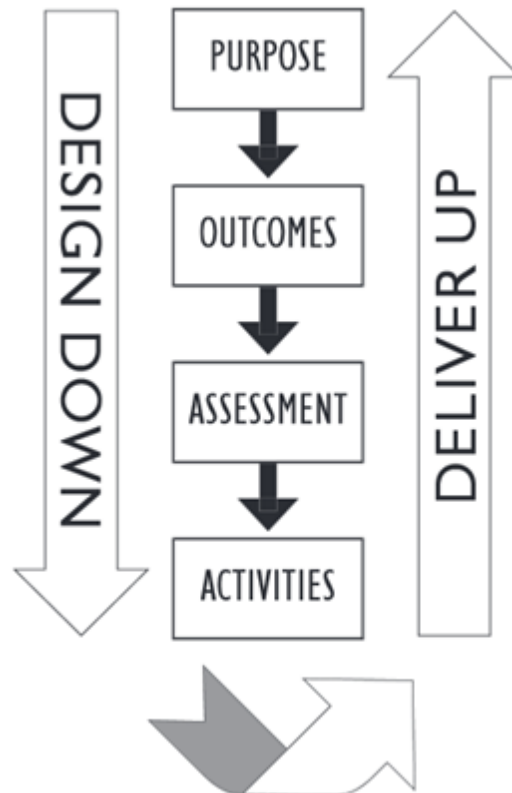 PURPOSE
OUTCOMES
ASSESSMENT
ACTIVITIES
DESIGN DOWN
DELIVER UP